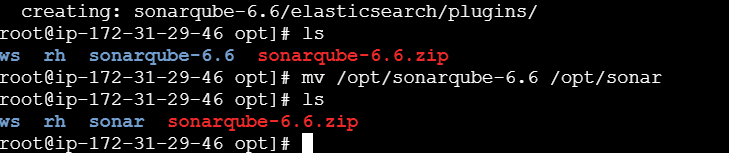 creating: sonarqube-6.6/elasticsearch/plugins/
root@ip-172-31-29-46 opt]# ls
ws rh sonarqube-6.6 sonarqube-6.6.zip
root@ip-172-31-29-46 opt]# mv /opt/sonarqube-6.6 /opt/sonar
root@ip-172-31-29-46 opt]# ls
ws rh sonar sonarqube-6.6.zip
root@ip-172-31-29-46 opt]#